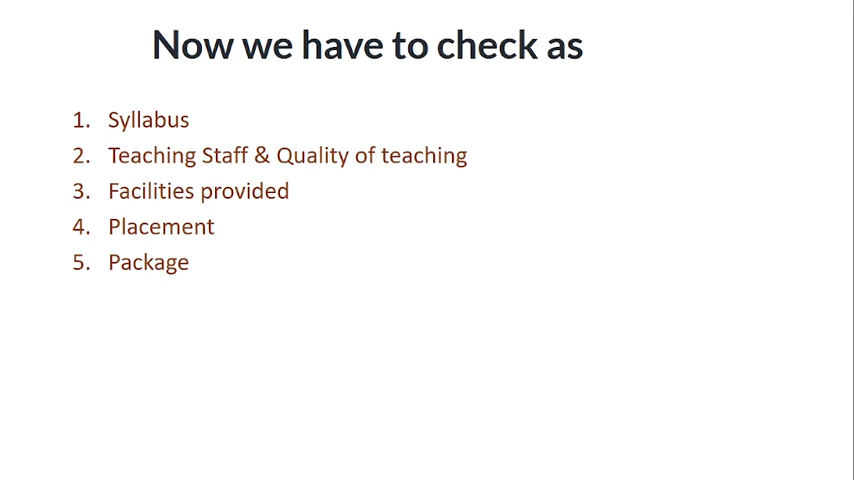 Now we have to check as
1. Syllabus
2. Teaching Staff & Quality of teaching
3. Facilities provided
4. Placement
5. Package